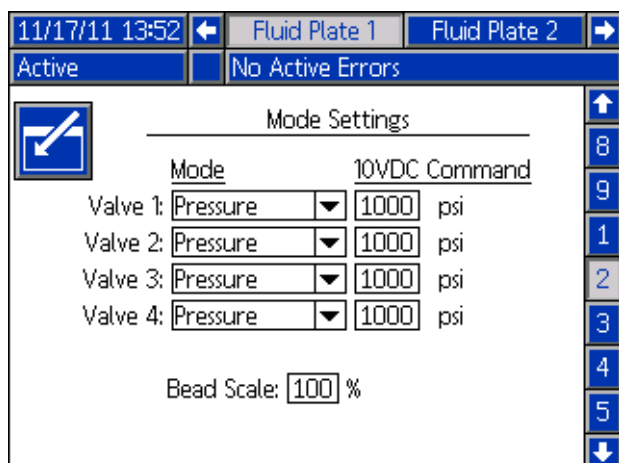 11/17/11 13:52 Fluid Plate 1 Fluid Plate 2
Active No Active Errors
Mode Settings
Mode 10VDC Command
Valve 1: Pressure 1000 psi
Valve 2: Pressure 1000 psi
Valve 3: Pressure 1000 psi
Valve 4: Pressure 1000 psi
Bead Scale: 100 %
8
9
1
2
3
4
5